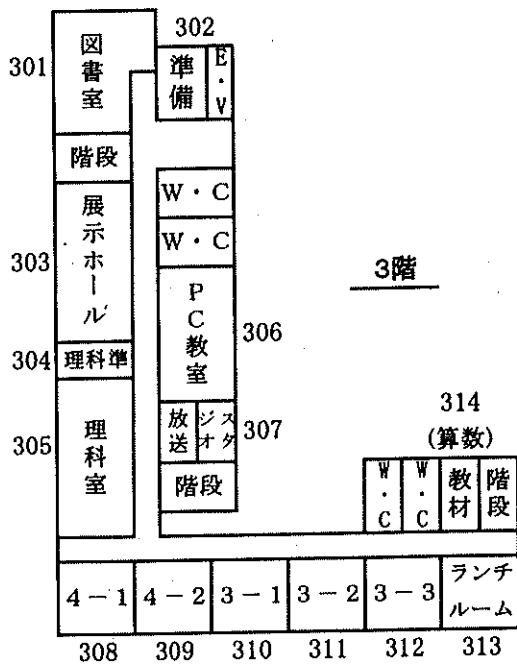 302
301
図書室
準備
E・V
階段
展示ホール
303
W・C
W・C
3階
PC教室
306
304
理科準
305
理科室
放送
スタジオ
307
階段
314
(算数)
W・C
W・C
教材
階段
4-1
4-2
3-1
3-2
3-3
ランチルーム
308
309
310
311
312
313